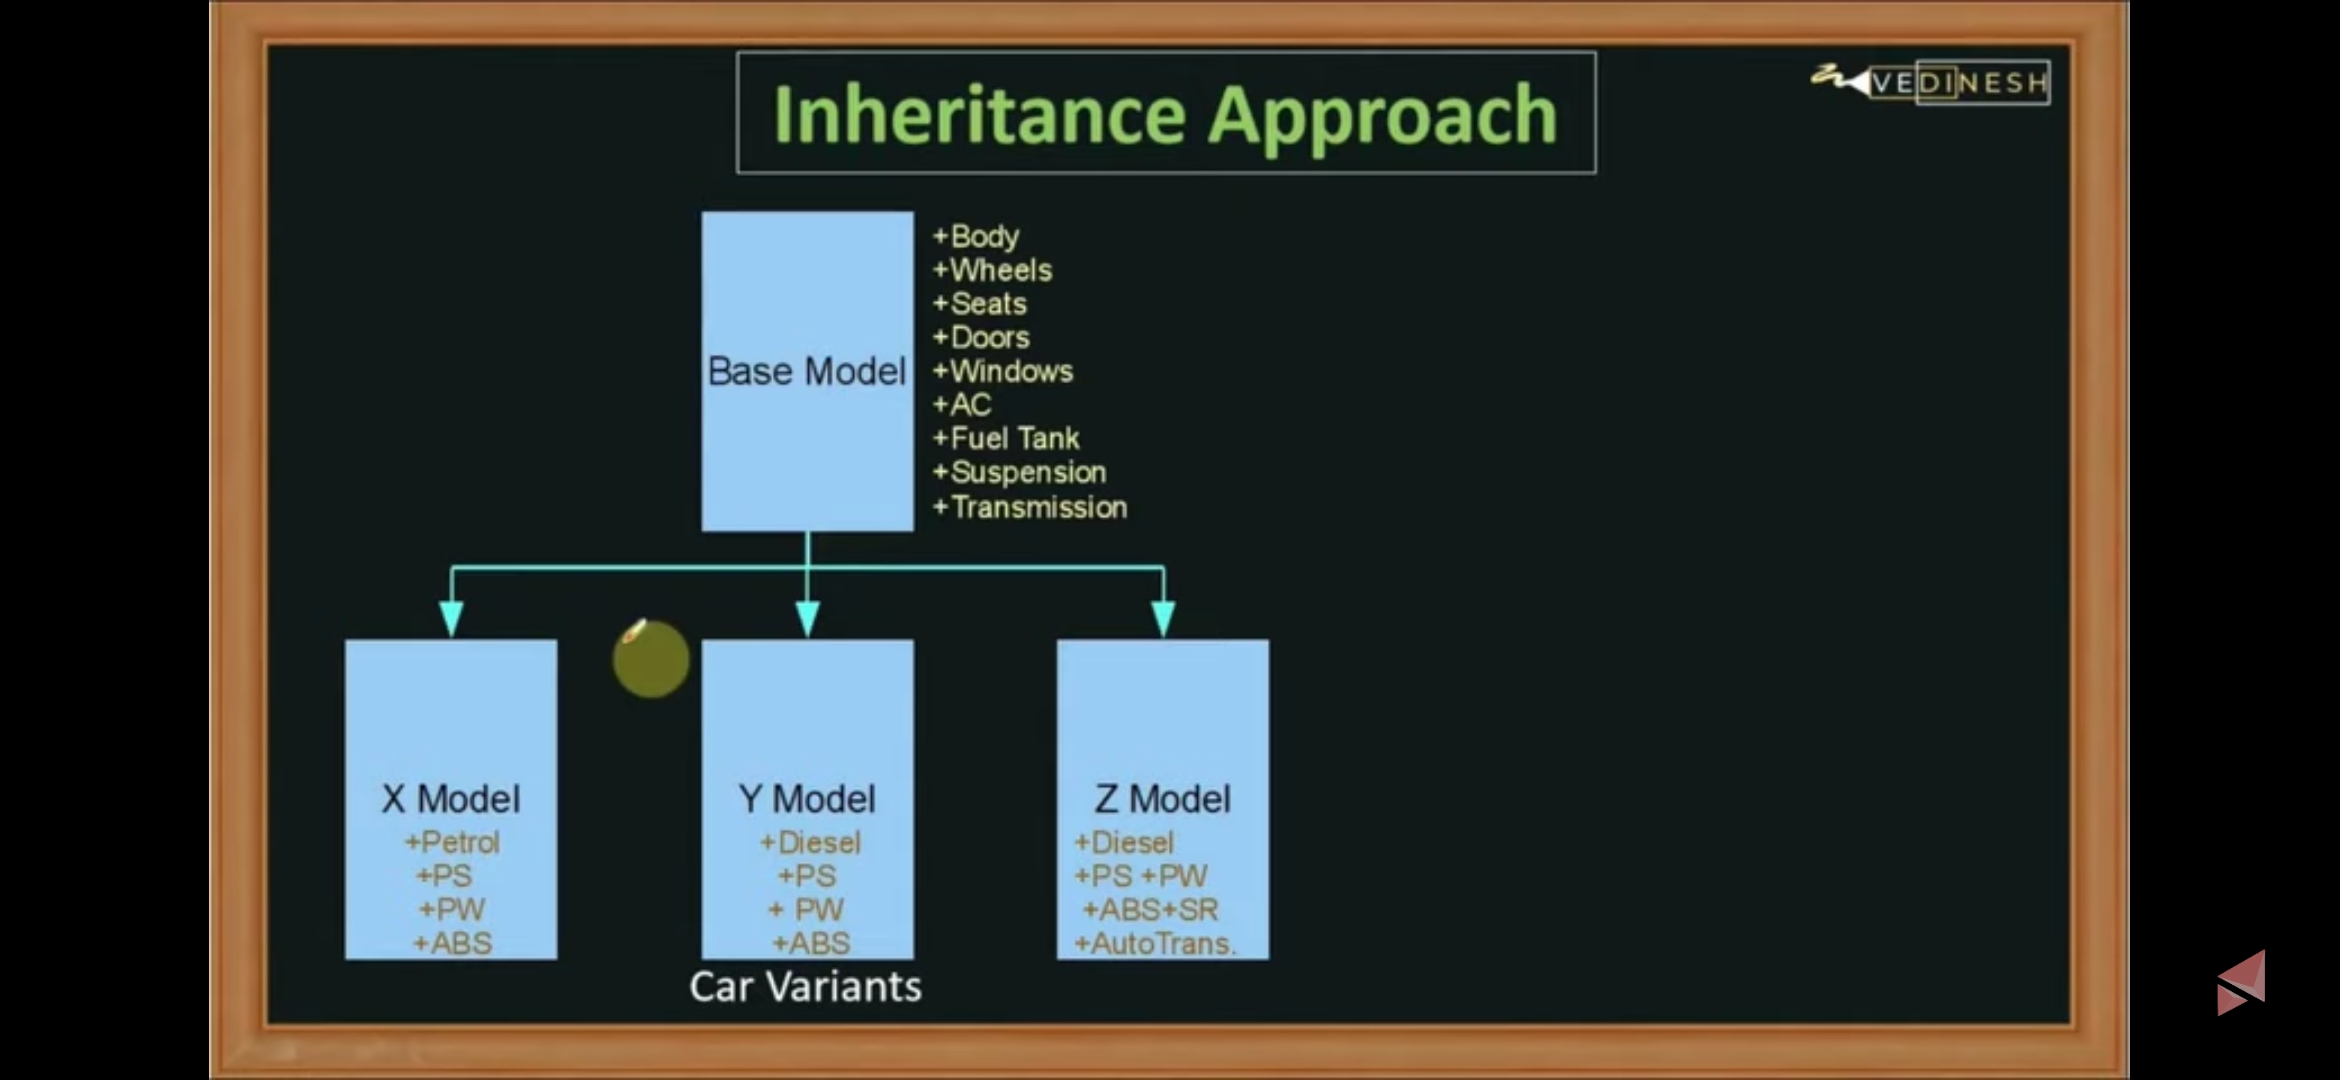 Inheritance Approach
VEDINESH
Base Model
+Body
+Wheels
+Seats
+Doors
+Windows
+AC
+Fuel Tank
+Suspension
+Transmission
X Model
+Petrol
+PS
+PW
+ABS
Y Model
+Diesel
+PS
+ PW
+ABS
Z Model
+Diesel
+PS +PW
+ABS+SR
+AutoTrans.
Car Variants